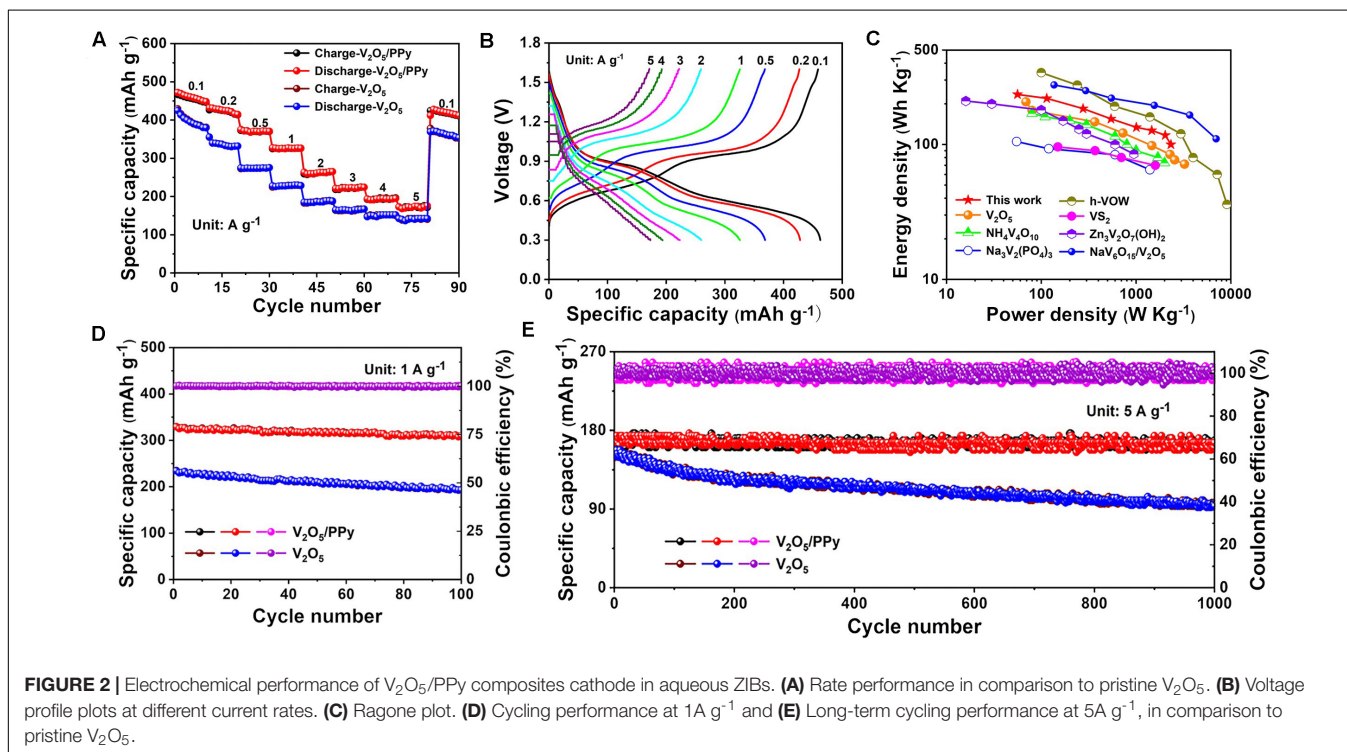 A
Specific capacity (mAh g⁻¹)
600
500
400
300
200
100
0
Charge-V₂O₅/PPy
Discharge-V₂O₅/PPy
Charge-V₂O₅
Discharge-V₂O₅
0.1
0.2
0.5
1
2
3
4
5
0.1
Unit: A g⁻¹
0 15 30 45 60 75 90
Cycle number
B
Voltage (V)
1.8
1.5
1.2
0.9
0.6
0.3
0.0
Unit: A g⁻¹
5 4 3 2 1 0.5 0.2 0.1
0 100 200 300 400 500
Specific capacity (mAh g⁻¹)
C
Energy density (Wh Kg⁻¹)
500
100
10
This work
V₂O₅
NH₄V₄O₁₀
Na₃V₂(PO₄)₃
h-VOW
VS₂
Zn₃V₂O₇(OH)₂
NaV₆O₁₅/V₂O₅
10 100 1000 10000
Power density (W Kg⁻¹)
D
Specific capacity (mAh g⁻¹)
500
400
300
200
100
0
Unit: 1 A g⁻¹
V₂O₅/PPy
V₂O₅
100
75
50
25
0
Coulonbic efficiency (%)
0 20 40 60 80 100
Cycle number
E
Specific capacity (mAh g⁻¹)
270
180
90
0
Unit: 5 A g⁻¹
V₂O₅/PPy
V₂O₅
100
80
60
40
20
0
Coulonbic efficiency (%)
0 200 400 600 800 1000
Cycle number
FIGURE 2 | Electrochemical performance of V₂O₅/PPy composites cathode in aqueous ZIBs. (A) Rate performance in comparison to pristine V₂O₅. (B) Voltage
profile plots at different current rates. (C) Ragone plot. (D) Cycling performance at 1A g⁻¹ and (E) Long-term cycling performance at 5A g⁻¹, in comparison to
pristine V₂O₅.